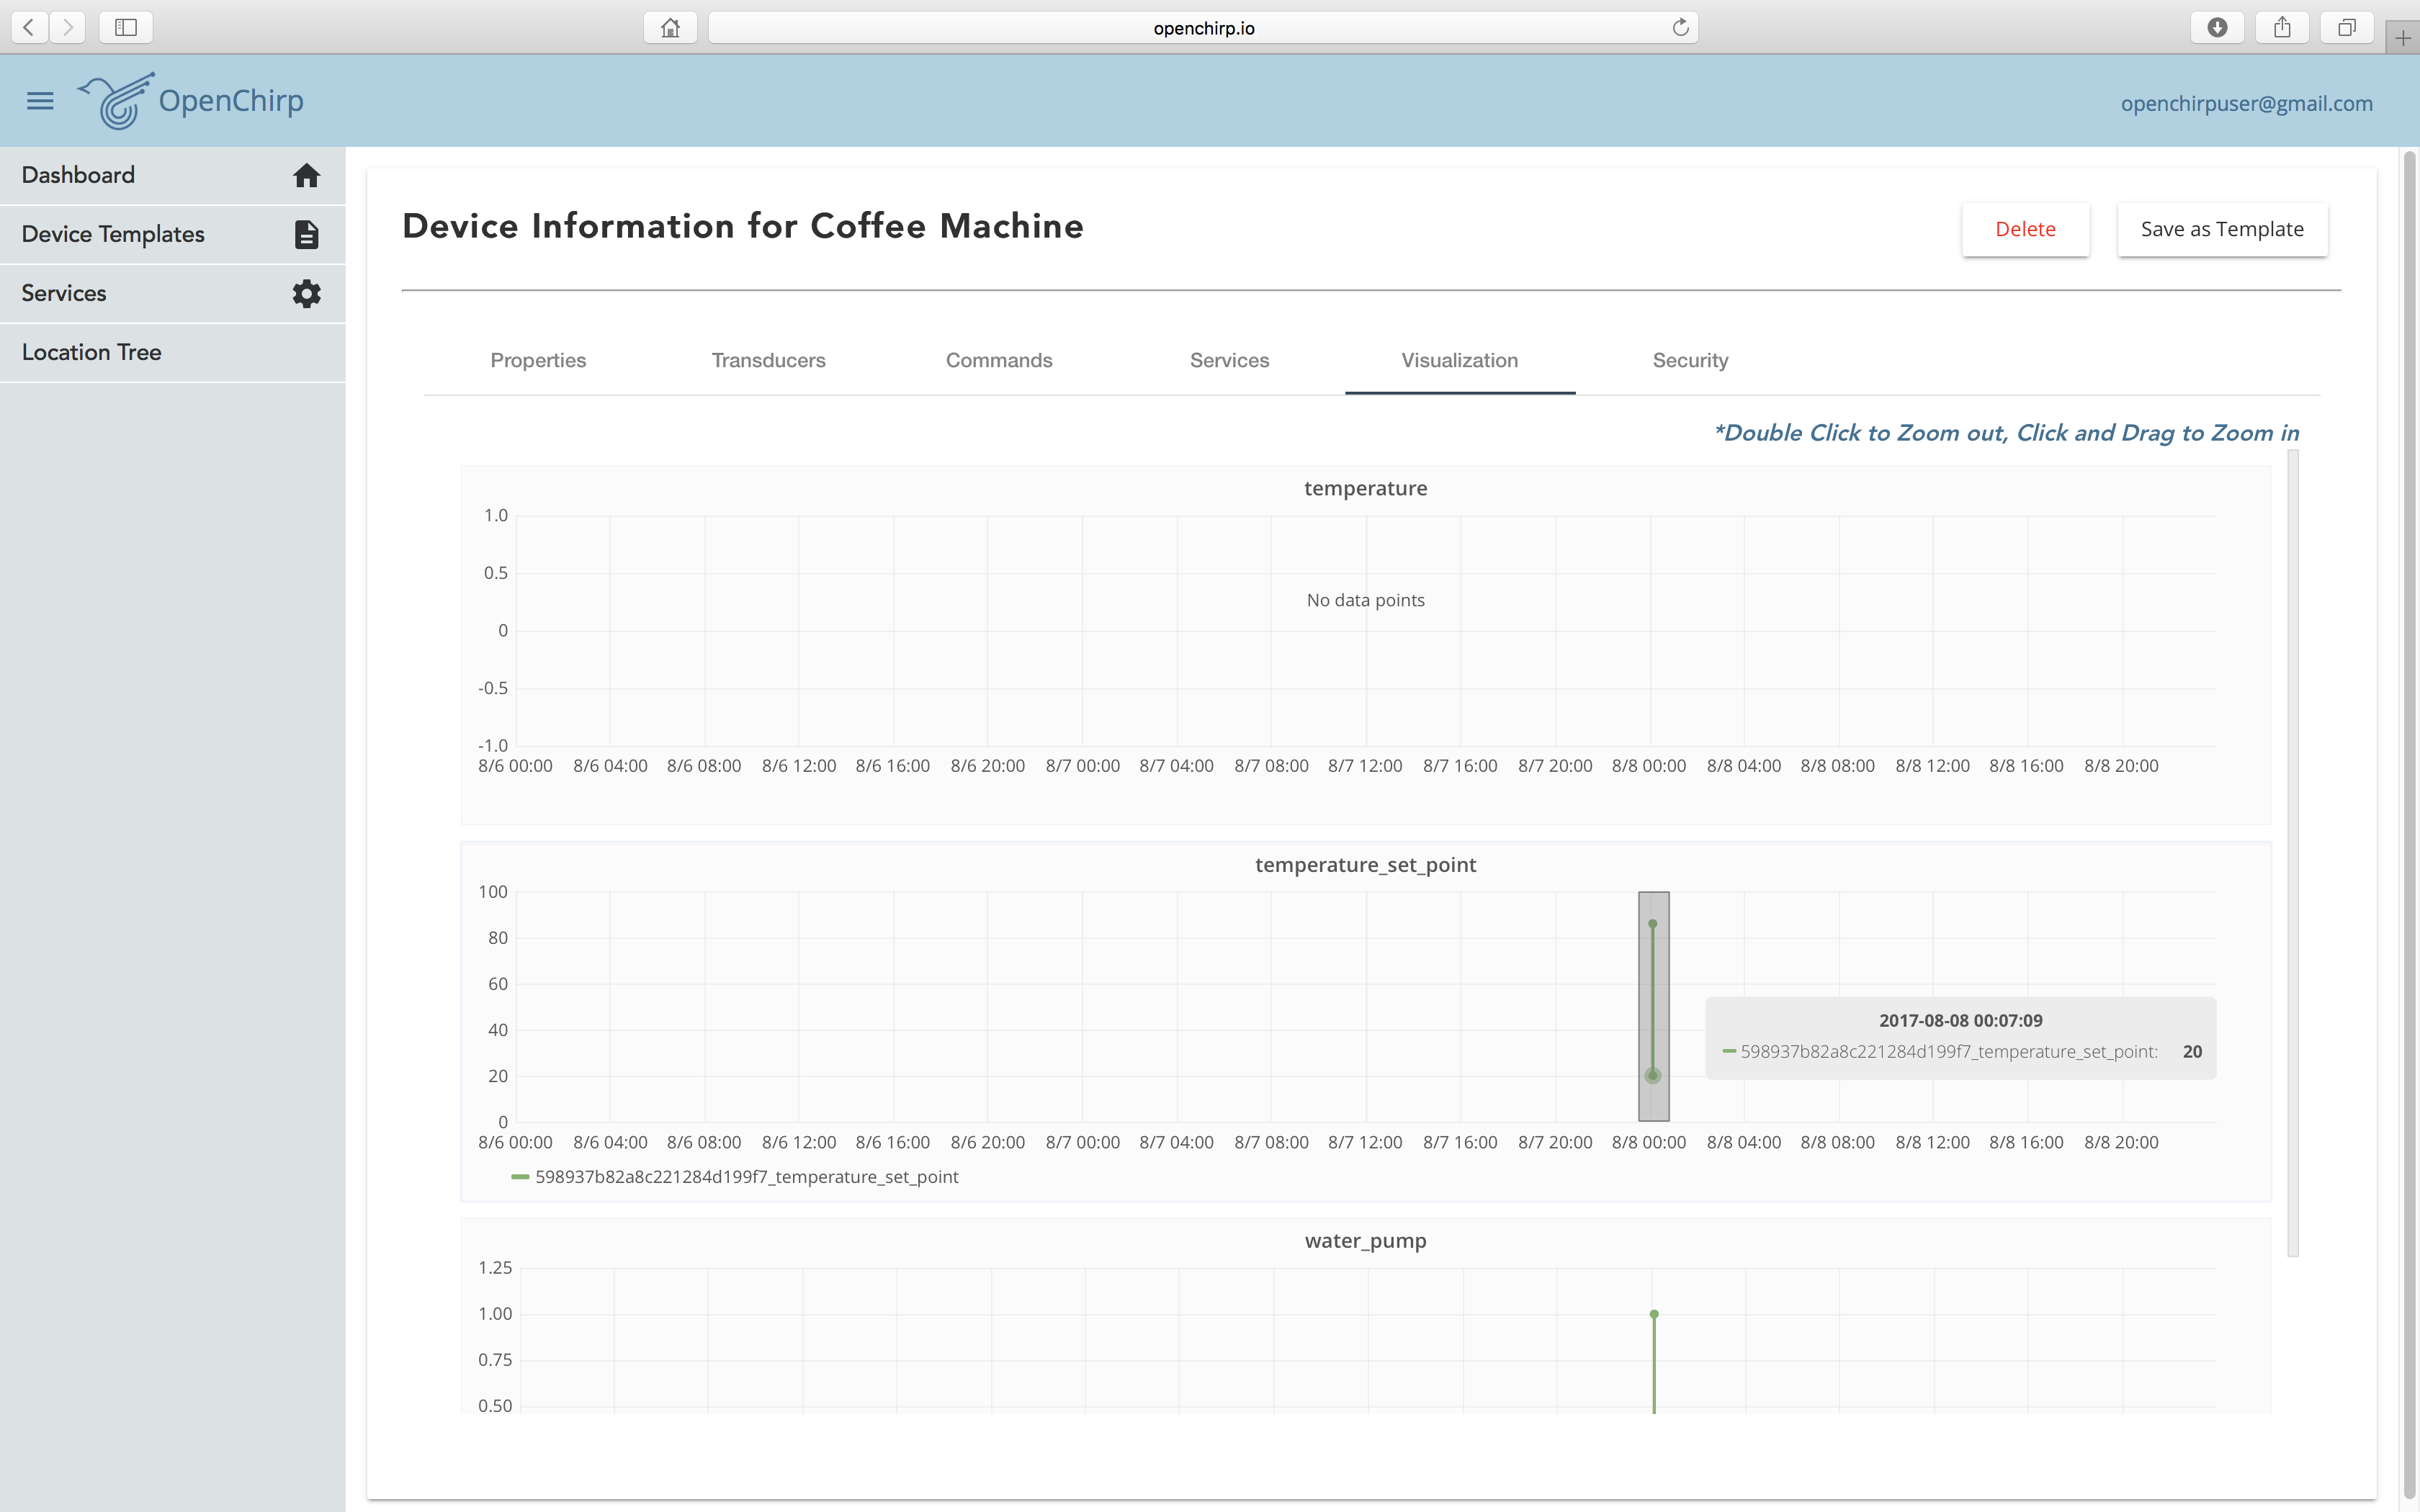 openchirp.io
OpenChirp
openchirpuser@gmail.com
Dashboard
Device Templates
Services
Location Tree
Device Information for Coffee Machine
Delete
Save as Template
Properties Transducers Commands Services Visualization Security
*Double Click to Zoom out, Click and Drag to Zoom in
temperature
1.0
0.5
No data points
0
-0.5
-1.0
8/6 00:00 8/6 04:00 8/6 08:00 8/6 12:00 8/6 16:00 8/6 20:00 8/7 00:00 8/7 04:00 8/7 08:00 8/7 12:00 8/7 16:00 8/7 20:00 8/8 00:00 8/8 04:00 8/8 08:00 8/8 12:00 8/8 16:00 8/8 20:00
temperature_set_point
100
80
60
40
20
0
2017-08-08 00:07:09
598937b82a8c221284d199f7_temperature_set_point: 20
8/6 00:00 8/6 04:00 8/6 08:00 8/6 12:00 8/6 16:00 8/6 20:00 8/7 00:00 8/7 04:00 8/7 08:00 8/7 12:00 8/7 16:00 8/7 20:00 8/8 00:00 8/8 04:00 8/8 08:00 8/8 12:00 8/8 16:00 8/8 20:00
598937b82a8c221284d199f7_temperature_set_point
water_pump
1.25
1.00
0.75
0.50